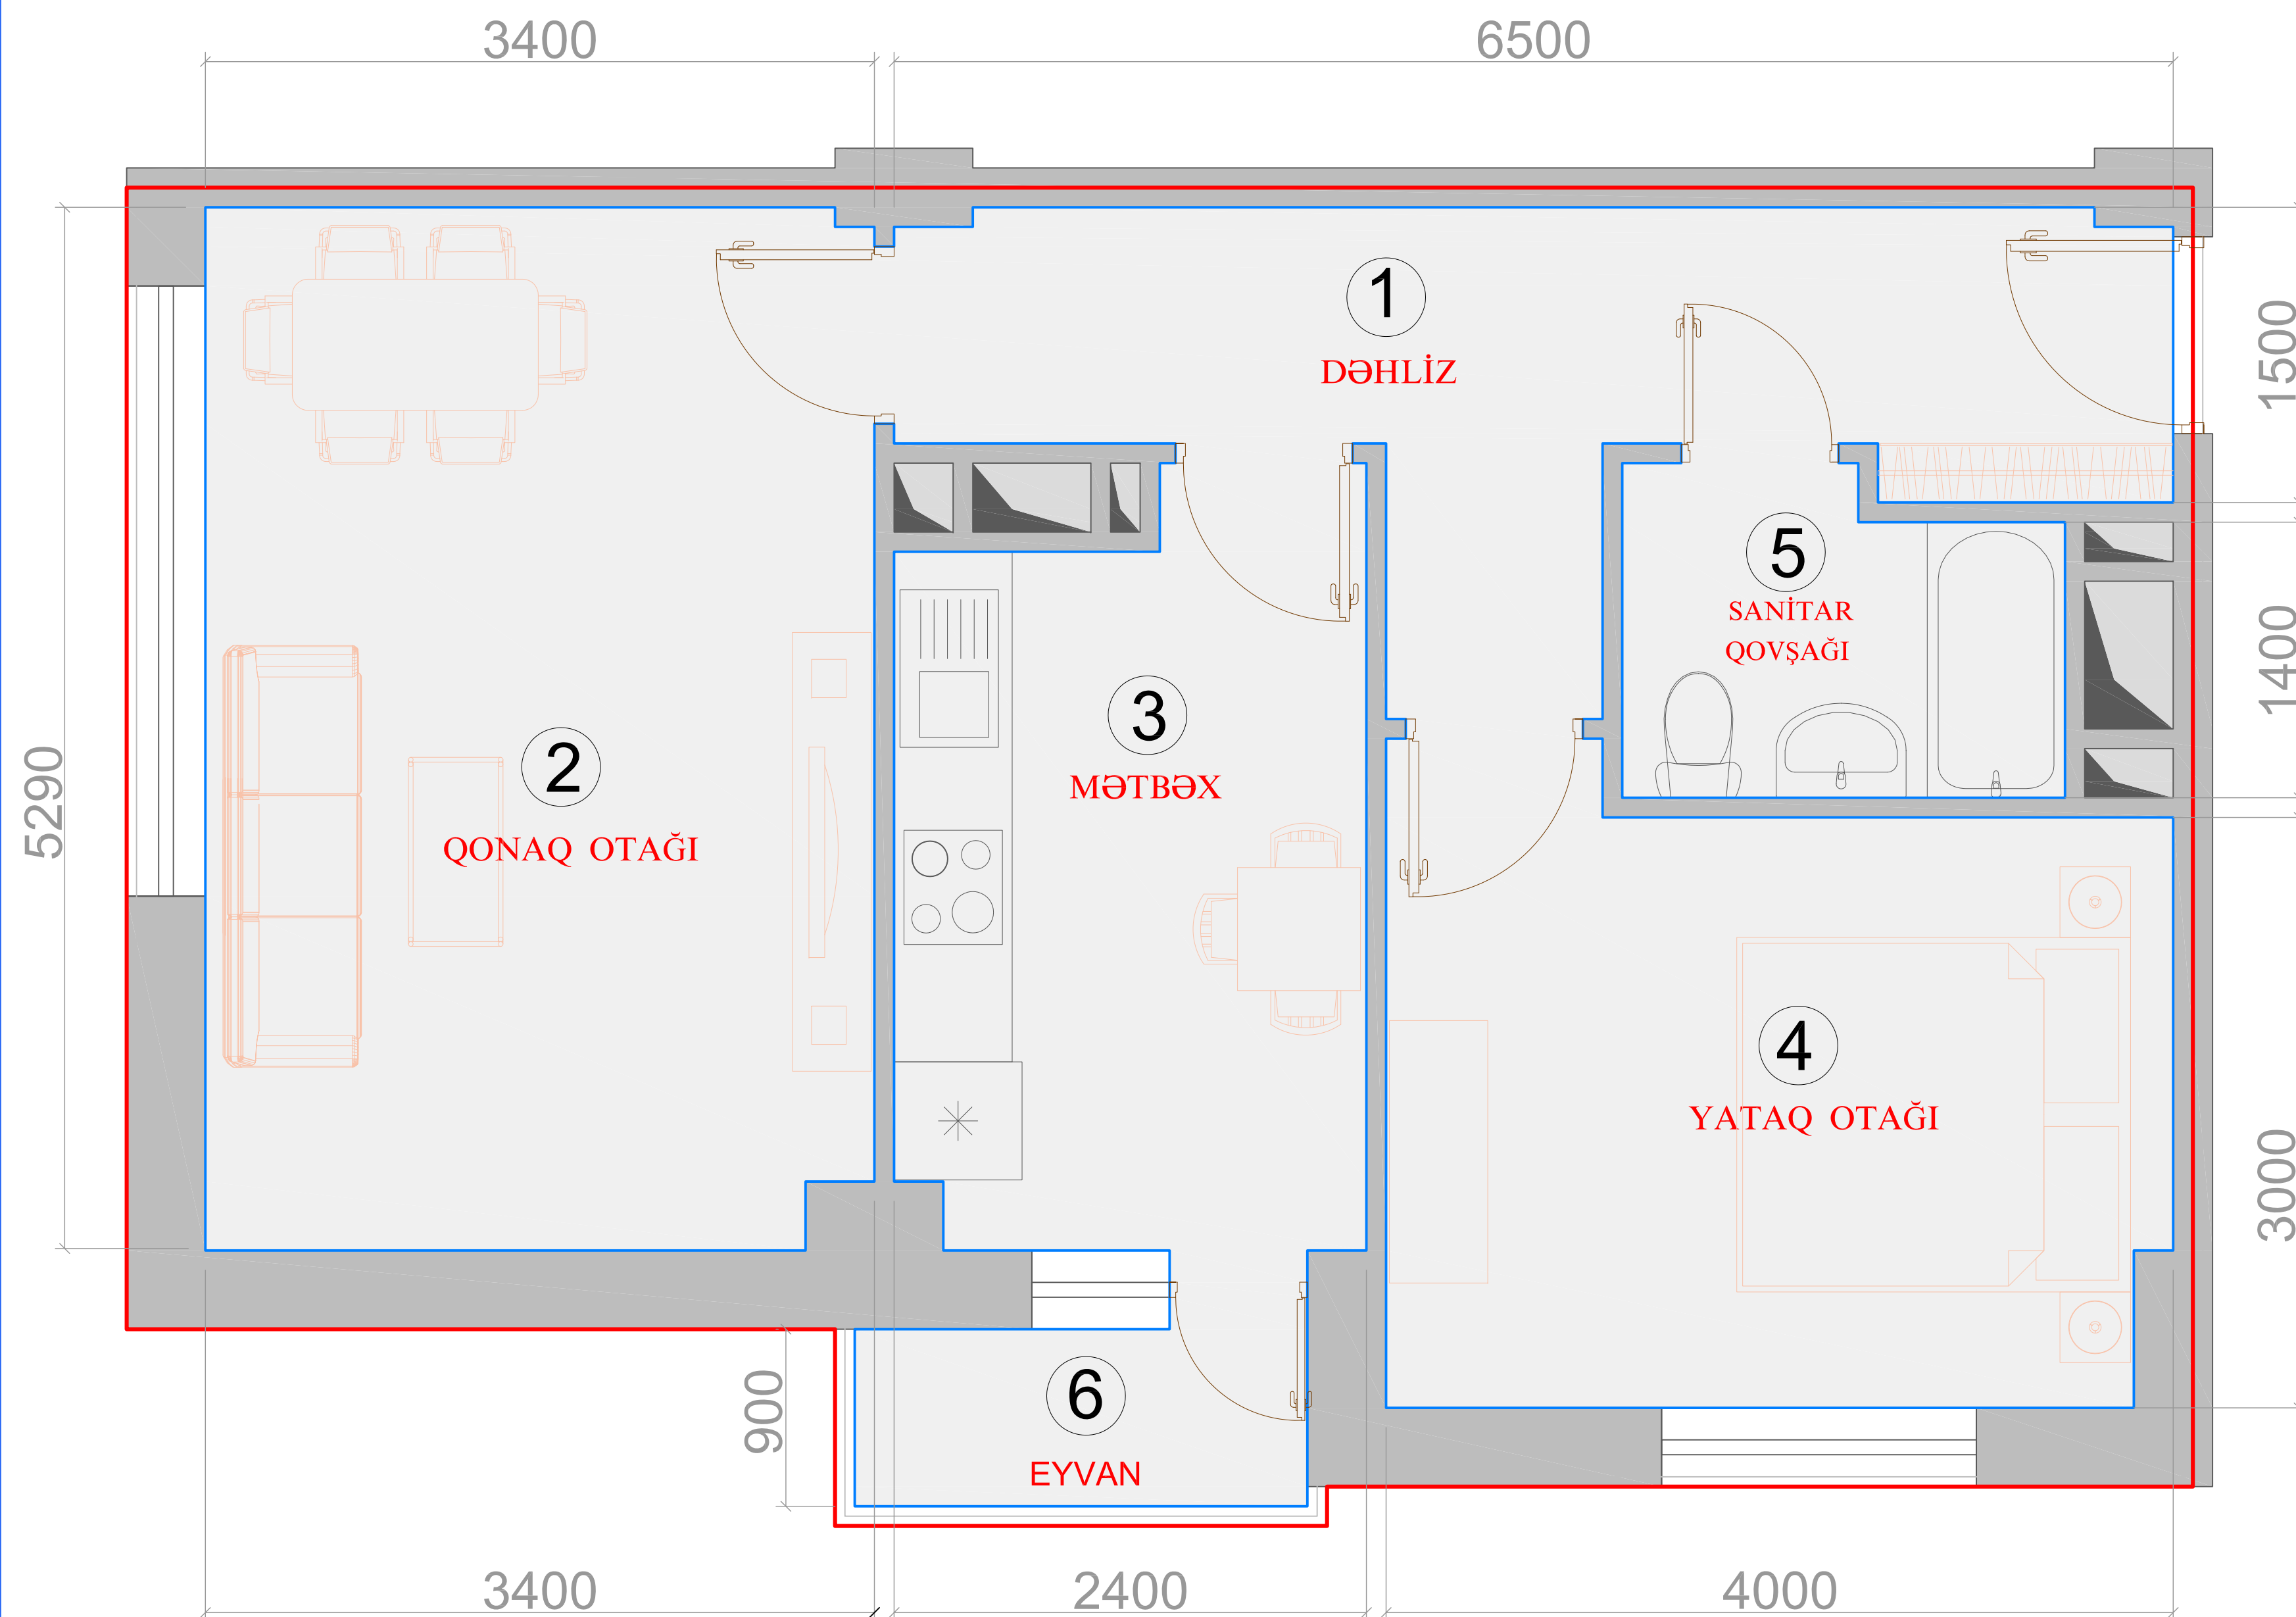 3400
6500
1
DƏHLİZ
1500
5
SANİTAR
QOVŞAĞI
1400
3
MƏTBƏX
2
QONAQ OTAĞI
5290
4
YATAQ OTAĞI
3000
6
EYVAN
900
3400
2400
4000